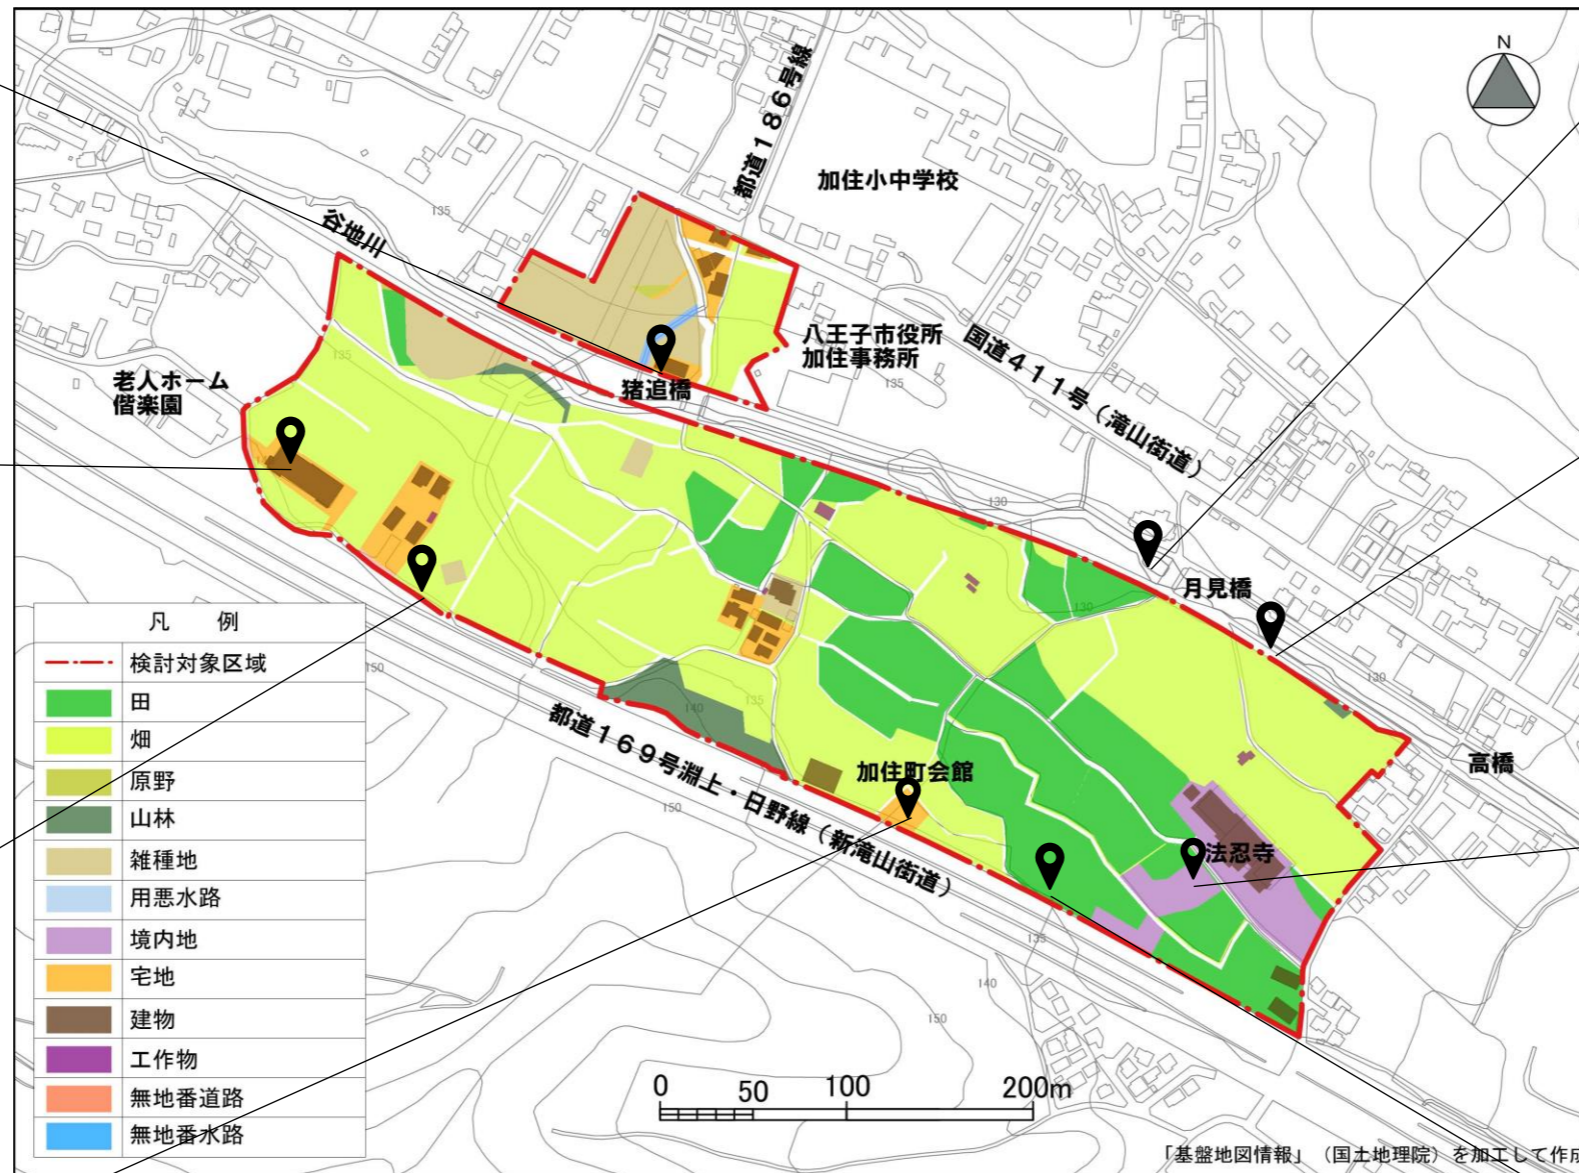 N
都道１８６号線
加住小中学校
谷地川
135
135
八王子市役所
加住事務所
国道４１１号（滝山街道）
135
老人ホーム
偕楽園
猪追橋
130
月見橋
130
130
凡　例
検討対象区域
田
畑
原野
山林
雑種地
用悪水路
境内地
宅地
建物
工作物
無地番道路
無地番水路
150
140
135
都道１６９号淵上・日野線（新滝山街道）
150
加住町会館
高橋
法忍寺
135
140
150
0
50
100
200m
「基盤地図情報」（国土地理院）を加工して作成